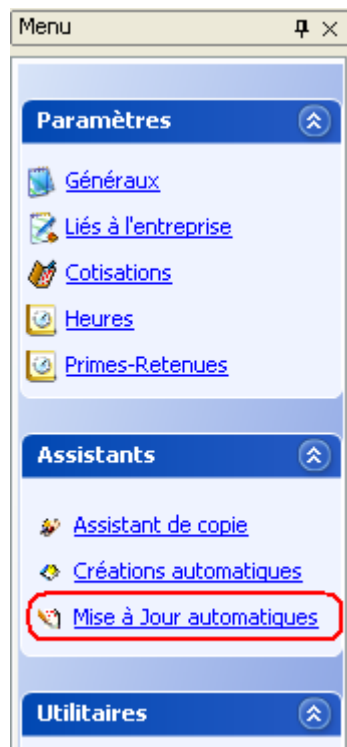 Menu
Paramètres
Généraux
Liés à l'entreprise
Cotisations
Heures
Primes-Retenues
Assistants
Assistant de copie
Créations automatiques
Mise à Jour automatiques
Utilitaires